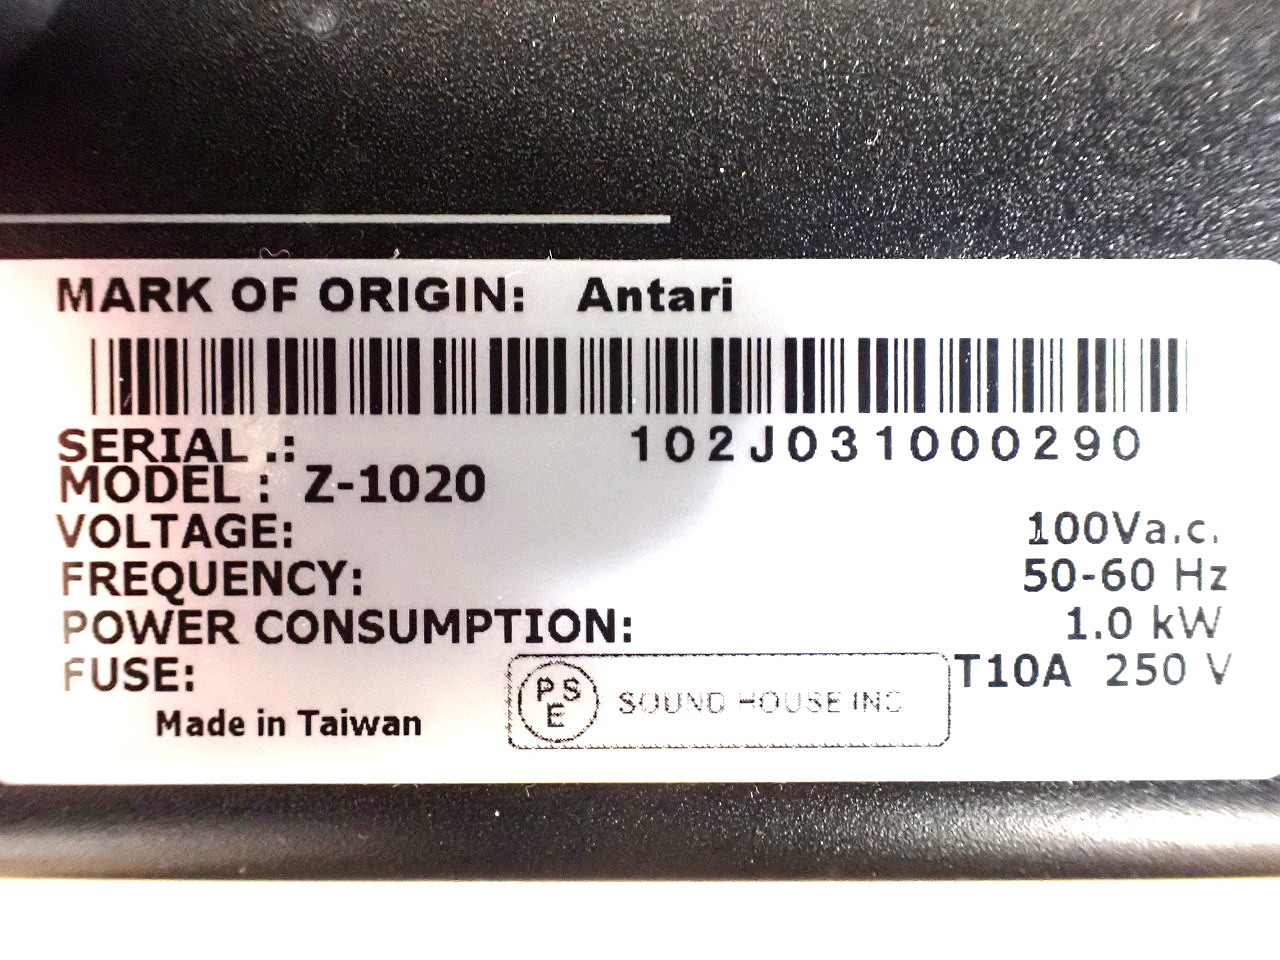 MARK OF ORIGIN: Antari
SERIAL .: 102J031000290
MODEL : Z-1020
VOLTAGE: 100Va.c.
FREQUENCY: 50-60 Hz
POWER CONSUMPTION: 1.0 kW
FUSE: T10A 250 V
Made in Taiwan
PS
E
SOUND HOUSE INC